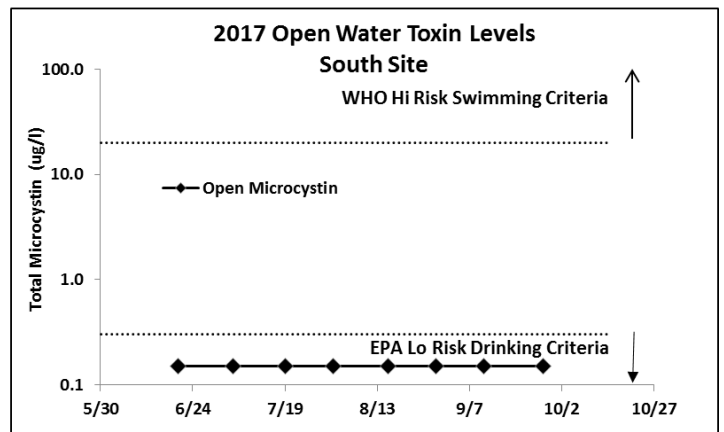 2017 Open Water Toxin Levels
South Site
100.0
WHO Hi Risk Swimming Criteria
Total Microcystin (ug/l)
10.0
Open Microcystin
1.0
EPA Lo Risk Drinking Criteria
0.1
5/30 6/24 7/19 8/13 9/7 10/2 10/27